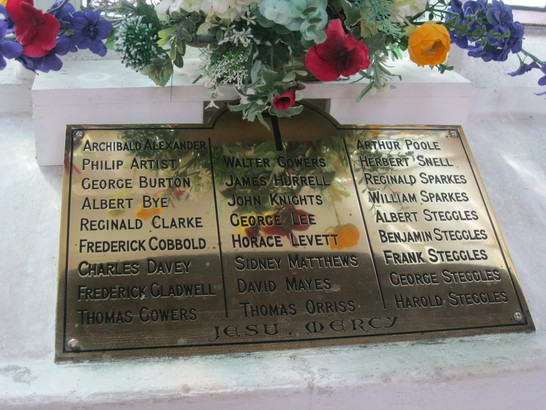 ARCHIBALD ALEXANDER
PHILIP ARTIST
GEORGE BURTON
ALBERT BYE
REGINALD CLARKE
FREDERICK COBBOLD
CHARLES DAVEY
FREDERICK GLADWELL
THOMAS GOWERS
WALTER GOWERS
JAMES HURRELL
JOHN KNIGHTS
GEORGE LEE
HORACE LEVETT
SIDNEY MATTHEWS
DAVID MAYES
THOMAS ORRISS
ARTHUR POOLE
HERBERT SNELL
REGINALD SPARKES
WILLIAM SPARKES
ALBERT STEGGLES
BENJAMIN STEGGLES
FRANK STEGGLES
GEORGE STEGGLES
HAROLD STEGGLES
JESU . MERCY